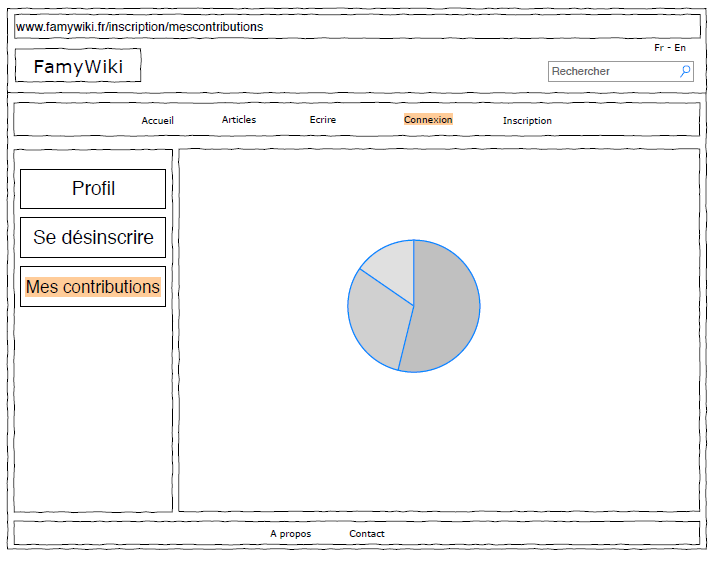 www.famywiki.fr/inscription/mescontributions
Fr - En
FamyWiki
Rechercher
Accueil Articles Ecrire Connexion Inscription
Profil
Se désinscrire
Mes contributions
A propos Contact